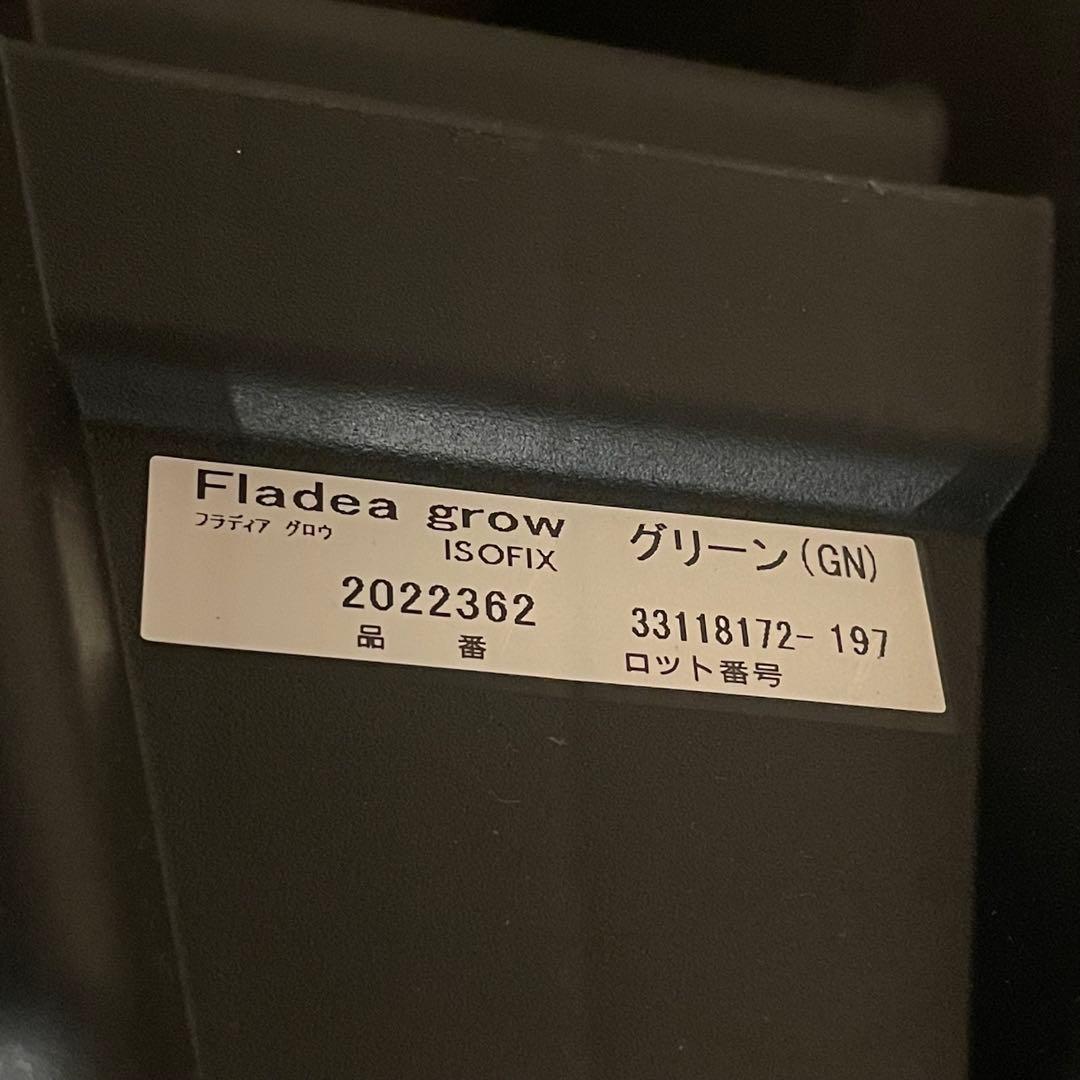 Fladea grow グリーン(GN)
フラディア グロウ
ISOFIX
2022362 33118172-197
品 番 ロット番号